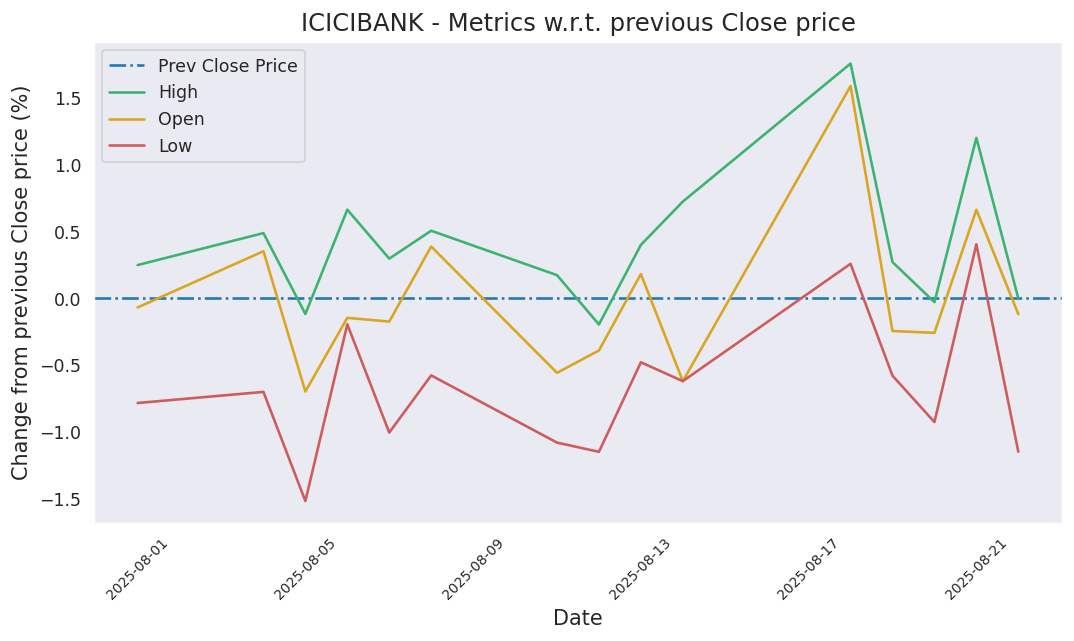 ICICIBANK - Metrics w.r.t. previous Close price
Change from previous Close price (%)
Prev Close Price
High
Open
Low
1.5
1.0
0.5
0.0
−0.5
−1.0
−1.5
2025-08-01
2025-08-05
2025-08-09
2025-08-13
2025-08-17
2025-08-21
Date